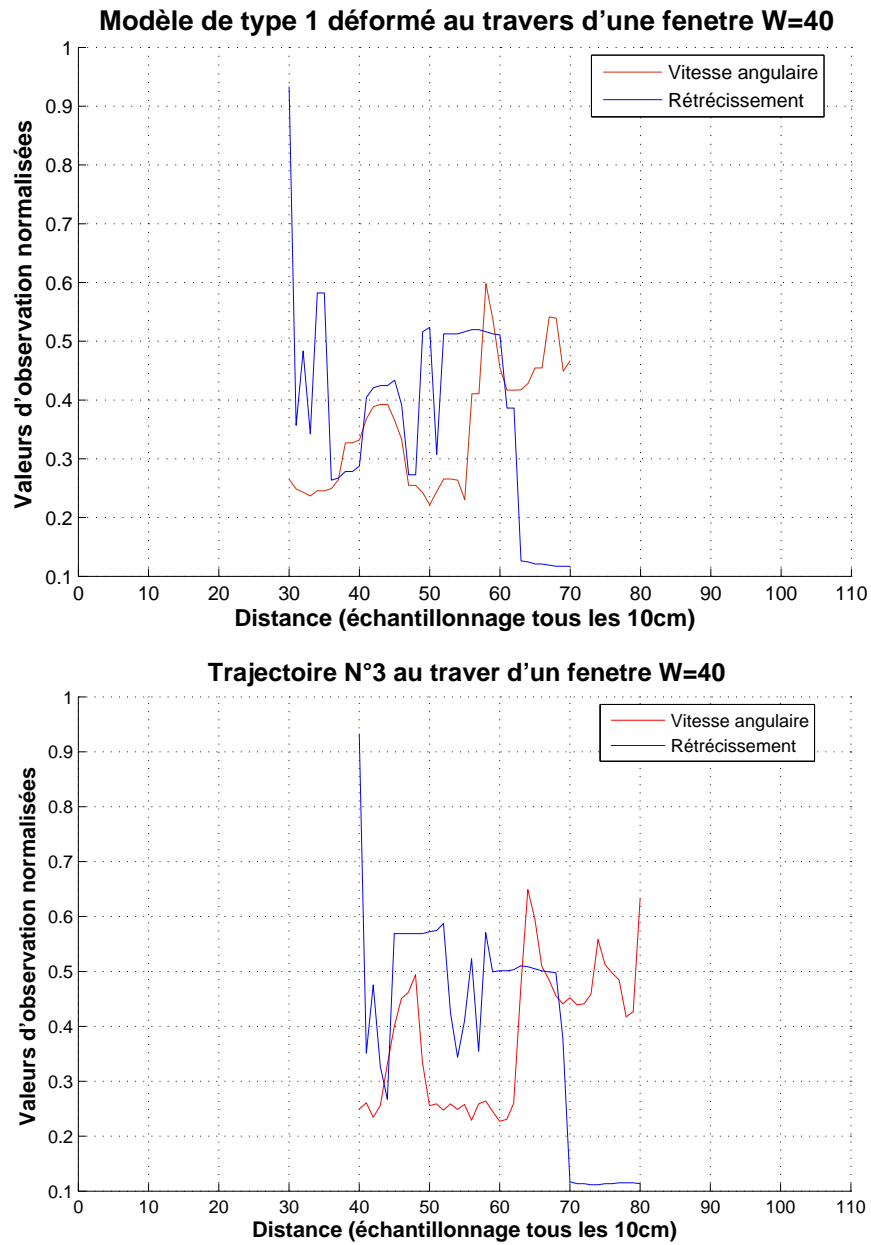 Modèle de type 1 déformé au travers d'une fenetre W=40
Vitesse angulaire
Rétrécissement
Valeurs d'observation normalisées
1
0.9
0.8
0.7
0.6
0.5
0.4
0.3
0.2
0.1
0 10 20 30 40 50 60 70 80 90 100 110
Distance (échantillonnage tous les 10cm)
Trajectoire N°3 au traver d'un fenetre W=40
Vitesse angulaire
Rétrécissement
Valeurs d'observation normalisées
1
0.9
0.8
0.7
0.6
0.5
0.4
0.3
0.2
0.1
0 10 20 30 40 50 60 70 80 90 100 110
Distance (échantillonnage tous les 10cm)